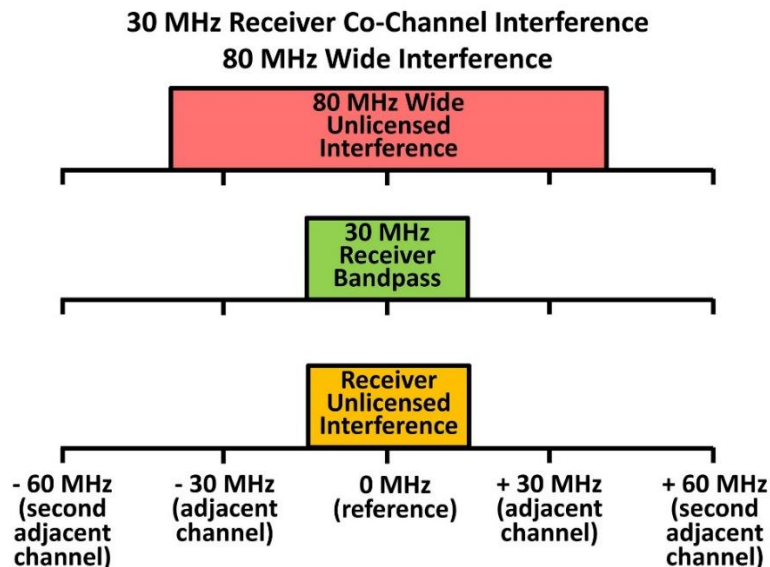 30 MHz Receiver Co-Channel Interference
80 MHz Wide Interference
80 MHz Wide
Unlicensed
Interference
30 MHz
Receiver
Bandpass
Receiver
Unlicensed
Interference
- 60 MHz
(second
adjacent
channel)
- 30 MHz
(adjacent
channel)
0 MHz
(reference)
+ 30 MHz
(adjacent
channel)
+ 60 MHz
(second
adjacent
channel)